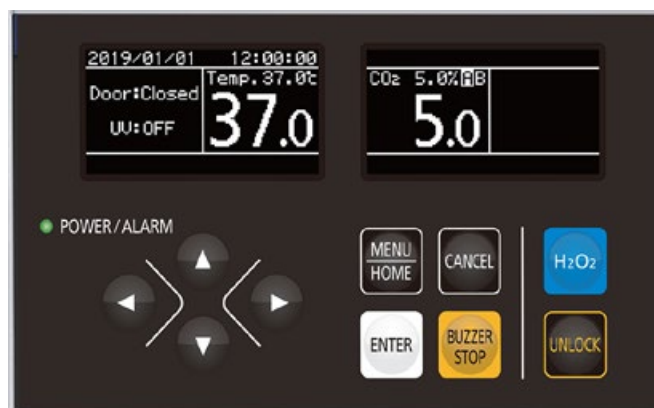 2019/01/01 12:00:00
Door:Closed
UV:OFF
Temp.37.0℃
37.0
CO₂ 5.0%AB
5.0
POWER/ALARM
MENU
HOME
CANCEL
H₂O₂
ENTER
BUZZER
STOP
UNLOCK